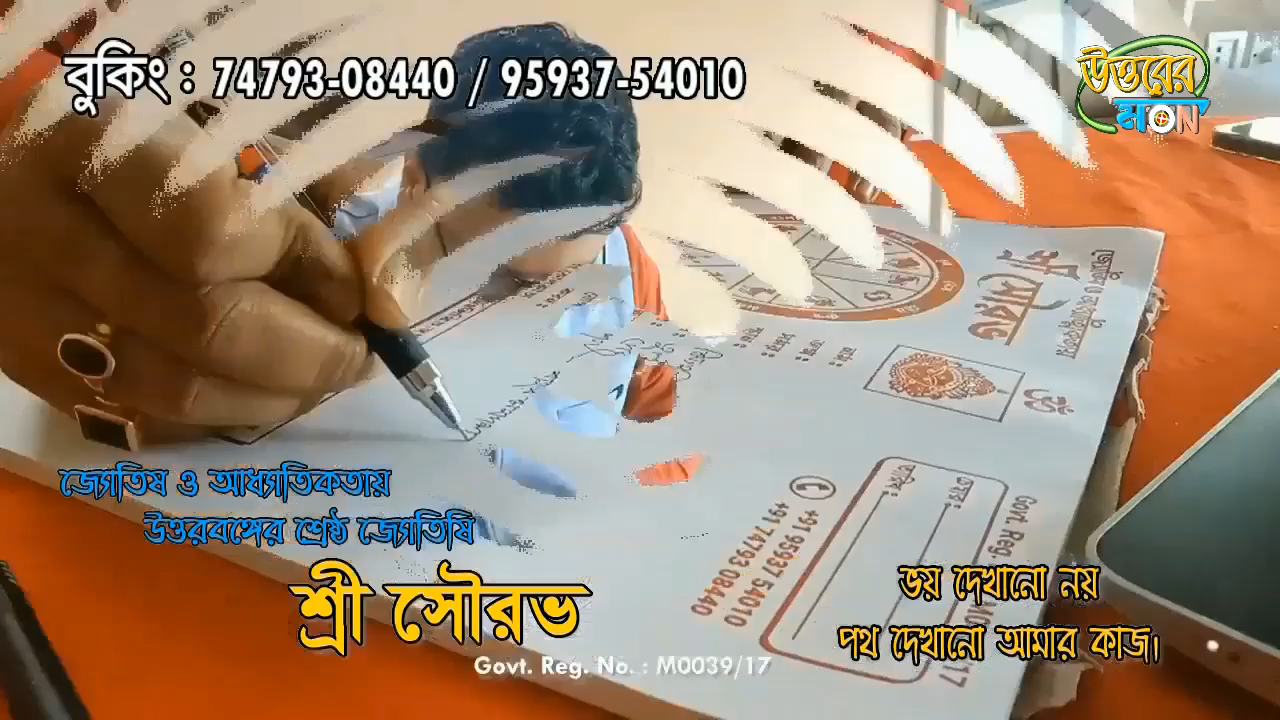 বুকিং : 74793-08440 / 95937-54010
উত্তরের
মন
জ্যোতিষ ও আধ্যাতিকতায়
উত্তরবঙ্গের শ্রেষ্ঠ জ্যোতিষি
শ্রী সৌরভ
Govt. Reg. No. : M0039/17
ভয় দেখানো নয়
পথ দেখানো আমার কাজ।
শ্রী সৌরভ
ওঁ
+91 95937 54010
+91 74793 08440
Govt. Reg.